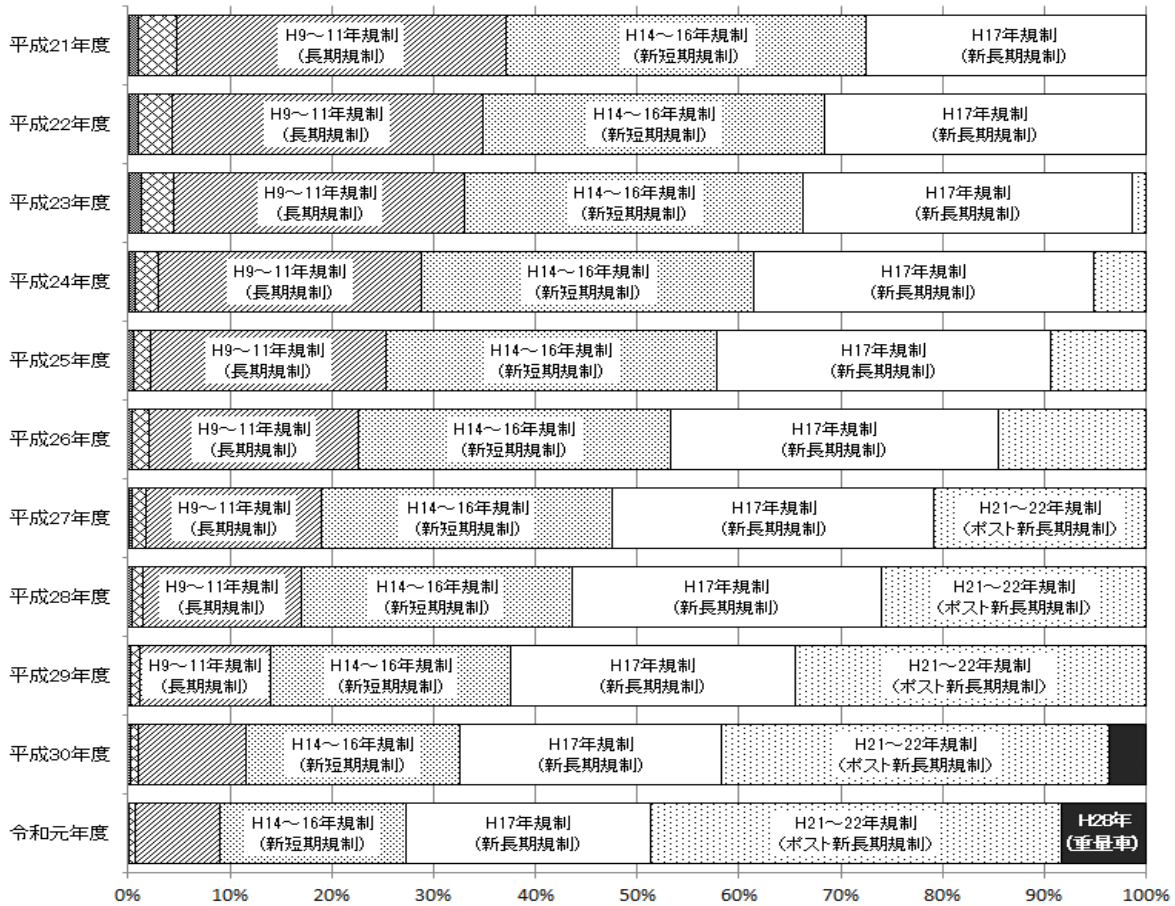 平成21年度
H9～11年規制
(長期規制)
H14～16年規制
(新短期規制)
H17年規制
(新長期規制)
平成22年度
H9～11年規制
(長期規制)
H14～16年規制
(新短期規制)
H17年規制
(新長期規制)
平成23年度
H9～11年規制
(長期規制)
H14～16年規制
(新短期規制)
H17年規制
(新長期規制)
平成24年度
H9～11年規制
(長期規制)
H14～16年規制
(新短期規制)
H17年規制
(新長期規制)
平成25年度
H9～11年規制
(長期規制)
H14～16年規制
(新短期規制)
H17年規制
(新長期規制)
平成26年度
H9～11年規制
(長期規制)
H14～16年規制
(新短期規制)
H17年規制
(新長期規制)
平成27年度
H9～11年規制
(長期規制)
H14～16年規制
(新短期規制)
H17年規制
(新長期規制)
H21～22年規制
(ポスト新長期規制)
平成28年度
H9～11年規制
(長期規制)
H14～16年規制
(新短期規制)
H17年規制
(新長期規制)
H21～22年規制
(ポスト新長期規制)
平成29年度
H9～11年規制
(長期規制)
H14～16年規制
(新短期規制)
H17年規制
(新長期規制)
H21～22年規制
(ポスト新長期規制)
平成30年度
H14～16年規制
(新短期規制)
H17年規制
(新長期規制)
H21～22年規制
(ポスト新長期規制)
令和元年度
H14～16年規制
(新短期規制)
H17年規制
(新長期規制)
H21～22年規制
(ポスト新長期規制)
H28年
(重量車)
0% 10% 20% 30% 40% 50% 60% 70% 80% 90% 100%